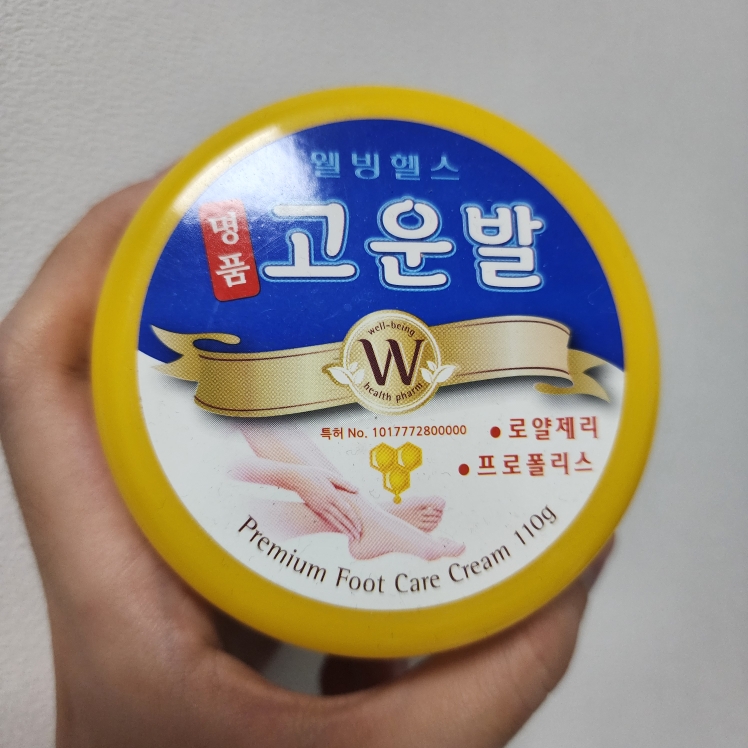 웰빙헬스
명품
고운발
well-being
W
health pharm
특허 No. 1017772800000
• 로얄제리
• 프로폴리스
Premium Foot Care Cream 110g